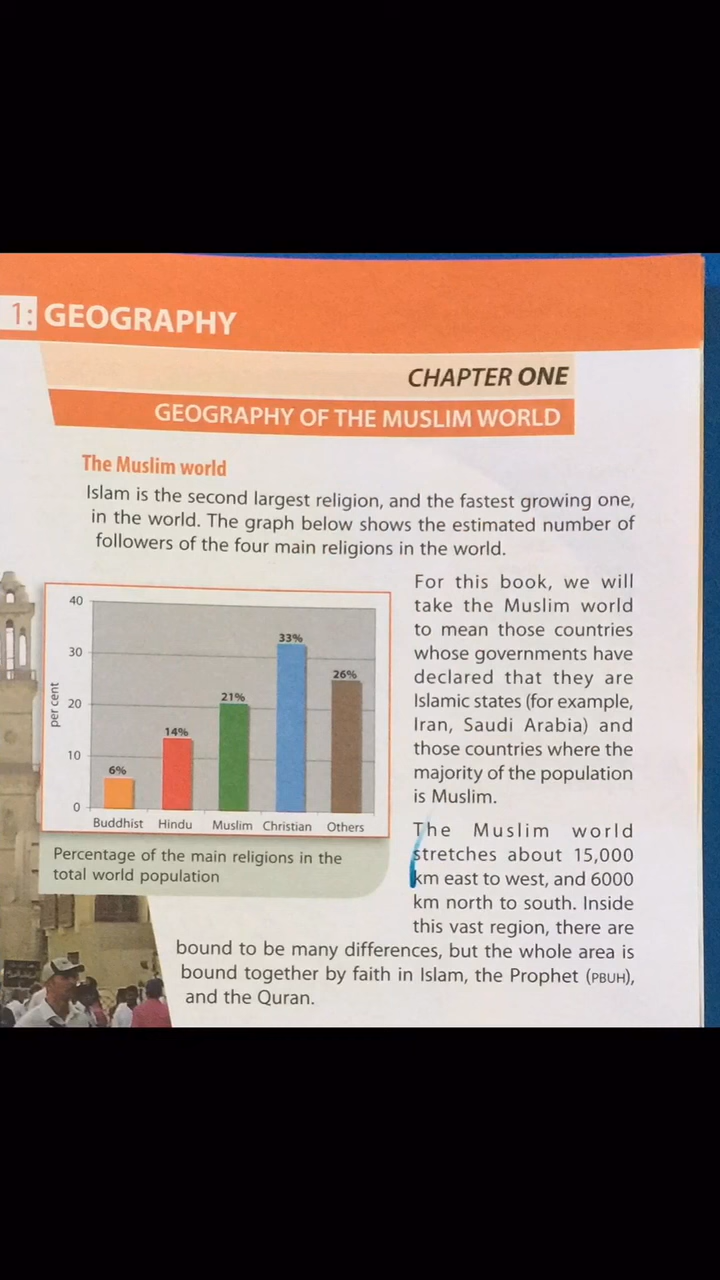 1: GEOGRAPHY
CHAPTER ONE
GEOGRAPHY OF THE MUSLIM WORLD
The Muslim world
Islam is the second largest religion, and the fastest growing one,
in the world. The graph below shows the estimated number of
followers of the four main religions in the world.
40
30
20
10
0
per cent
6%
14%
21%
33%
26%
Buddhist Hindu Muslim Christian Others
Percentage of the main religions in the
total world population
For this book, we will
take the Muslim world
to mean those countries
whose governments have
declared that they are
Islamic states (for example,
Iran, Saudi Arabia) and
those countries where the
majority of the population
is Muslim.
The Muslim world
stretches about 15,000
km east to west, and 6000
km north to south. Inside
this vast region, there are
bound to be many differences, but the whole area is
bound together by faith in Islam, the Prophet (PBUH),
and the Quran.